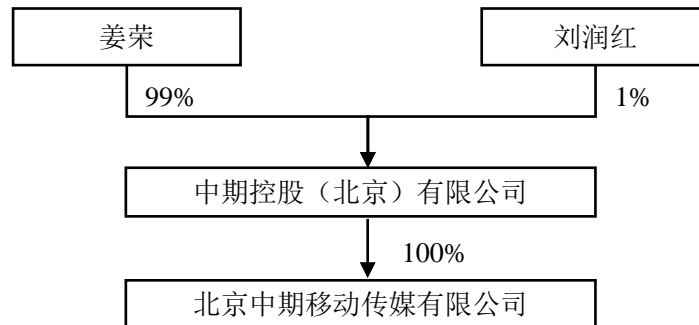 姜荣
刘润红
99%
1%
中期控股（北京）有限公司
100%
北京中期移动传媒有限公司